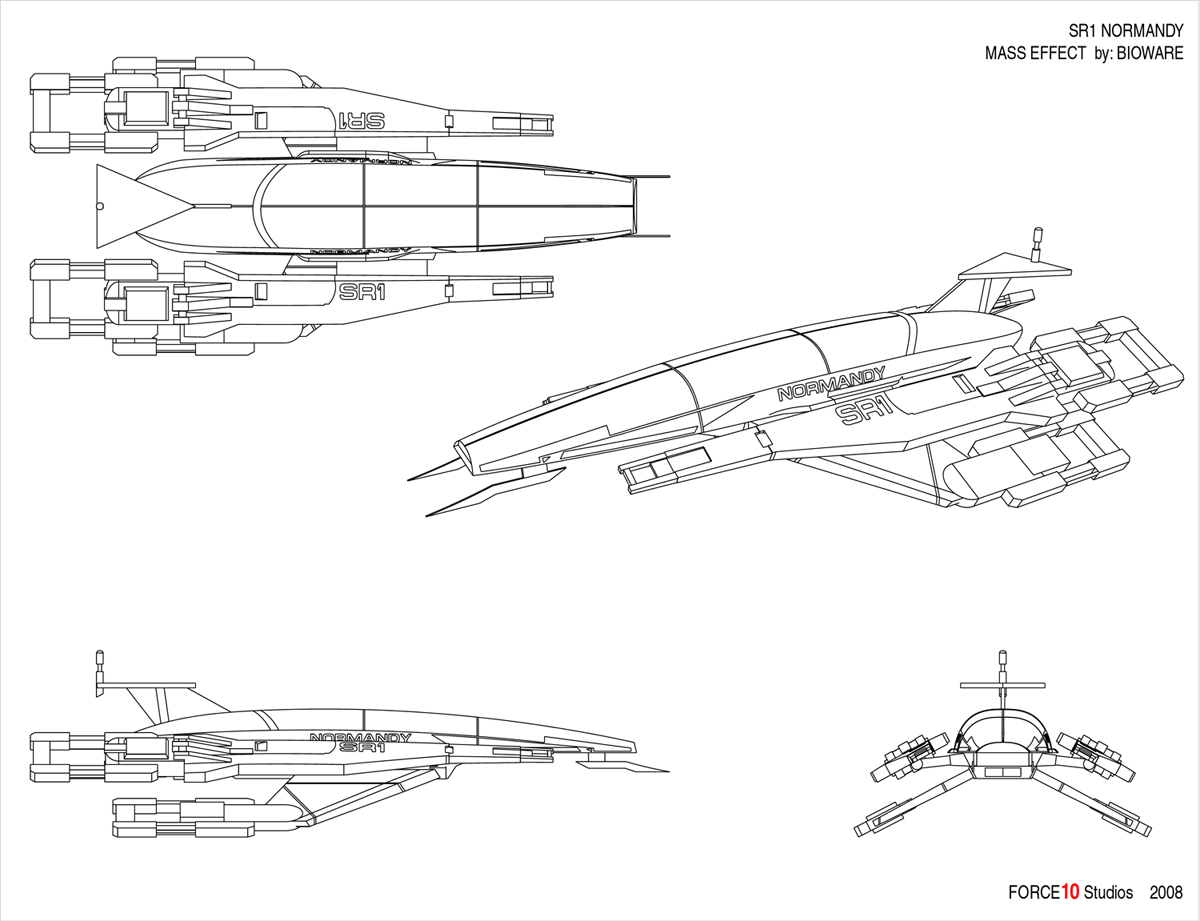 SR1 NORMANDY
MASS EFFECT by: BIOWARE
SR1
NORMANDY
NORMANDY
SR1
NORMANDY
SR1
NORMANDY
SR1
FORCE10 Studios 2008